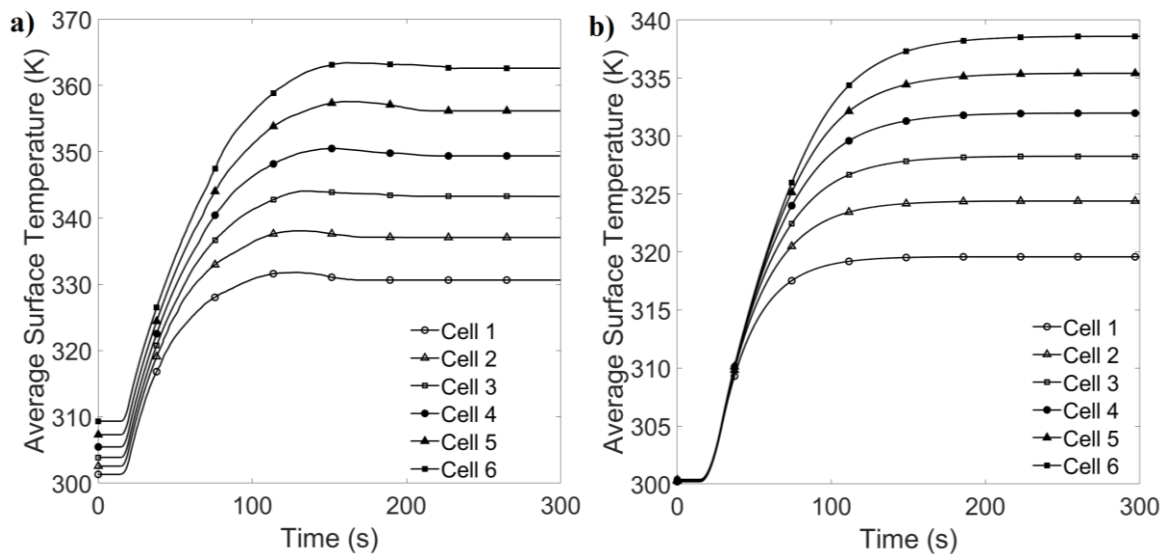 a)
Average Surface Temperature (K)
370
360
350
340
330
320
310
300
0
100
200
300
Time (s)
Cell 1
Cell 2
Cell 3
Cell 4
Cell 5
Cell 6
b)
Average Surface Temperature (K)
340
335
330
325
320
315
310
305
300
0
100
200
300
Time (s)
Cell 1
Cell 2
Cell 3
Cell 4
Cell 5
Cell 6